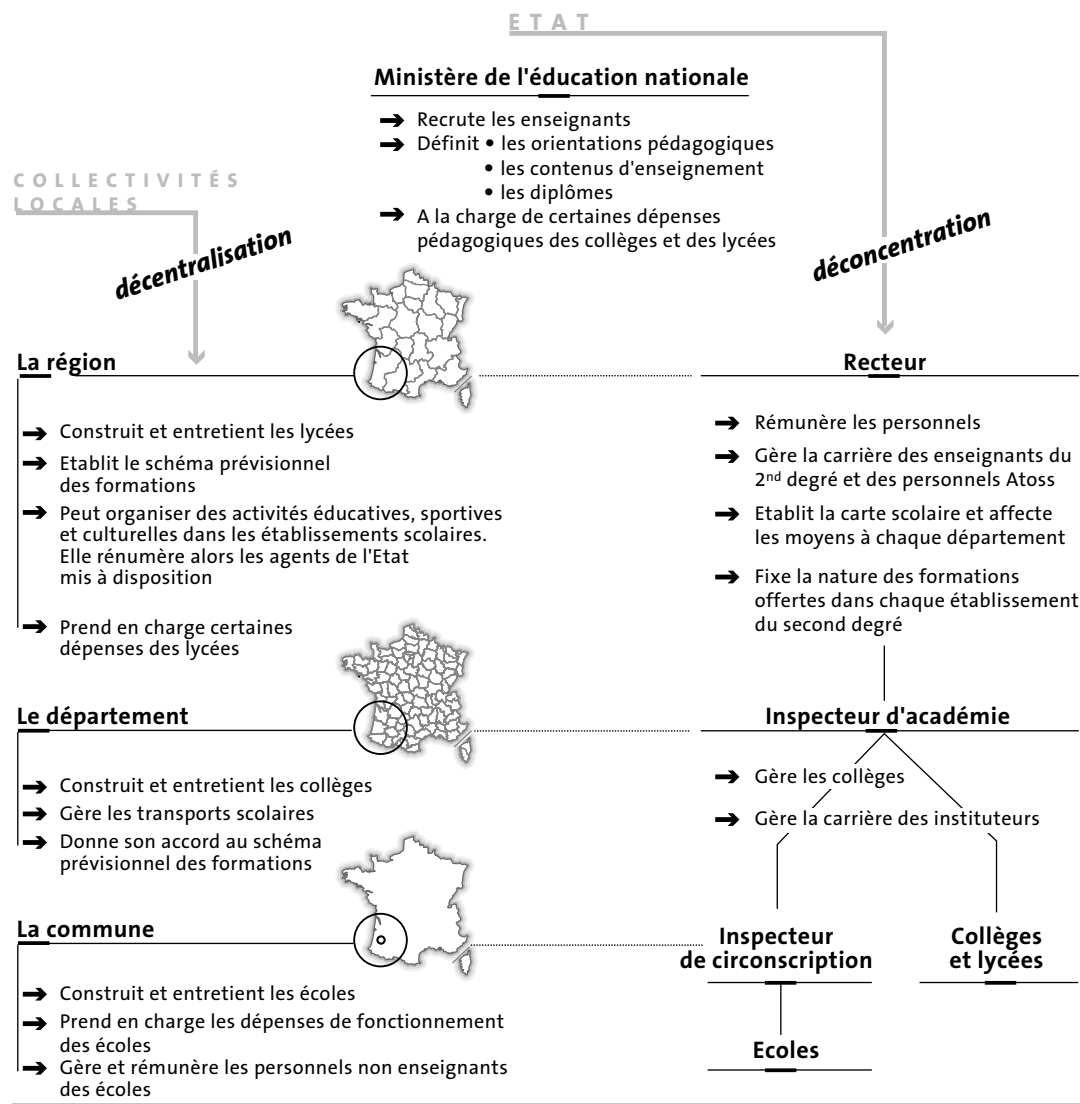 ETAT
Ministère de l'éducation nationale
➔ Recrute les enseignants
➔ Définit • les orientations pédagogiques
• les contenus d'enseignement
• les diplômes
➔ A la charge de certaines dépenses
pédagogiques des collèges et des lycées
COLLECTIVITÉS
LOCALES
décentralisation
déconcentration
La région
➔ Construit et entretient les lycées
➔ Etablit le schéma prévisionnel
des formations
➔ Peut organiser des activités éducatives, sportives
et culturelles dans les établissements scolaires.
Elle rénumère alors les agents de l'Etat
mis à disposition
➔ Prend en charge certaines
dépenses des lycées
Recteur
➔ Rémunère les personnels
➔ Gère la carrière des enseignants du
2nd degré et des personnels Atoss
➔ Etablit la carte scolaire et affecte
les moyens à chaque département
➔ Fixe la nature des formations
offertes dans chaque établissement
du second degré
Le département
➔ Construit et entretient les collèges
➔ Gère les transports scolaires
➔ Donne son accord au schéma
prévisionnel des formations
Inspecteur d'académie
➔ Gère les collèges
➔ Gère la carrière des instituteurs
La commune
➔ Construit et entretient les écoles
➔ Prend en charge les dépenses de fonctionnement
des écoles
➔ Gère et rémunère les personnels non enseignants
des écoles
Inspecteur
de circonscription
Collèges
et lycées
Ecoles